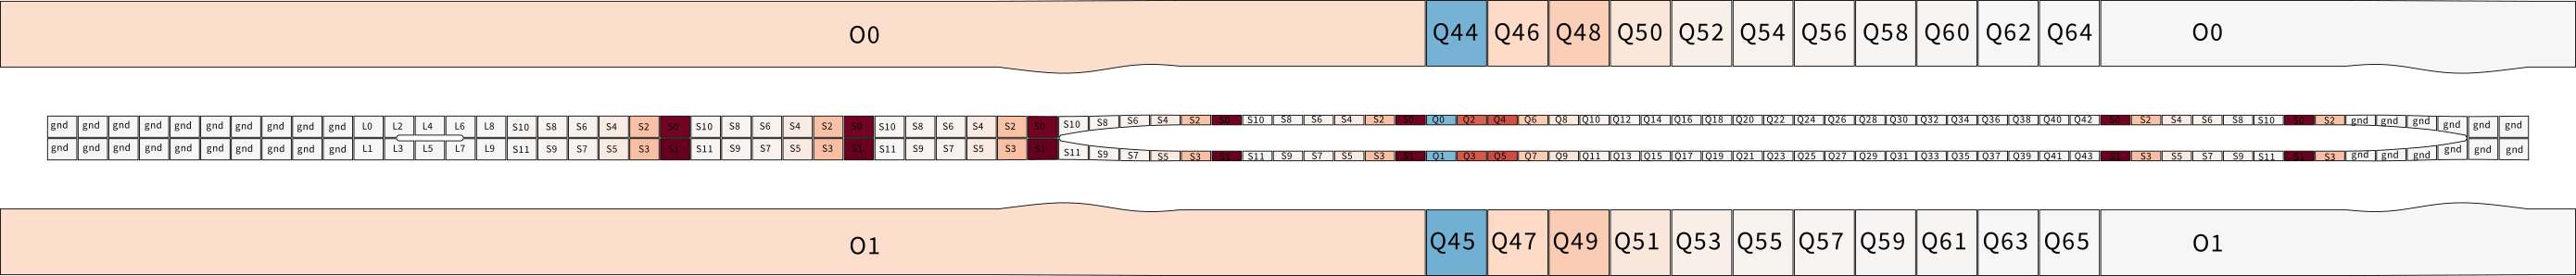 O0 Q44 Q46 Q48 Q50 Q52 Q54 Q56 Q58 Q60 Q62 Q64 O0
gnd gnd gnd gnd gnd gnd gnd gnd gnd gnd L0 L2 L4 L6 L8 S10 S8 S6 S4 S2 S0 S10 S8 S6 S4 S2 S0 S10 S8 S6 S4 S2 S0 S10 S8 S6 S4 S2 S0 S10 S8 S6 S4 S2 S0 Q0 Q2 Q4 Q6 Q8 Q10 Q12 Q14 Q16 Q18 Q20 Q22 Q24 Q26 Q28 Q30 Q32 Q34 Q36 Q38 Q40 Q42 S0 S2 S4 S6 S8 S10 S0 S2 gnd gnd gnd gnd gnd gnd
gnd gnd gnd gnd gnd gnd gnd gnd gnd gnd L1 L3 L5 L7 L9 S11 S9 S7 S5 S3 S1 S11 S9 S7 S5 S3 S1 S11 S9 S7 S5 S3 S1 S11 S9 S7 S5 S3 S1 S11 S9 S7 S5 S3 S1 Q1 Q3 Q5 Q7 Q9 Q11 Q13 Q15 Q17 Q19 Q21 Q23 Q25 Q27 Q29 Q31 Q33 Q35 Q37 Q39 Q41 Q43 S1 S3 S5 S7 S9 S11 S1 S3 gnd gnd gnd gnd gnd gnd
O1 Q45 Q47 Q49 Q51 Q53 Q55 Q57 Q59 Q61 Q63 Q65 O1